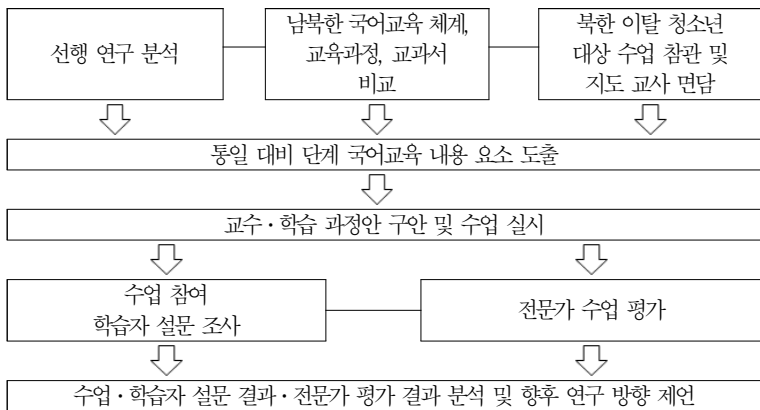 선행 연구 분석
남북한 국어교육 체계,
교육과정, 교과서
비교
북한 이탈 청소년
대상 수업 참관 및
지도 교사 면담
통일 대비 단계 국어교육 내용 요소 도출
교수·학습 과정안 구안 및 수업 실시
수업 참여
학습자 설문 조사
전문가 수업 평가
수업·학습자 설문 결과·전문가 평가 결과 분석 및 향후 연구 방향 제언